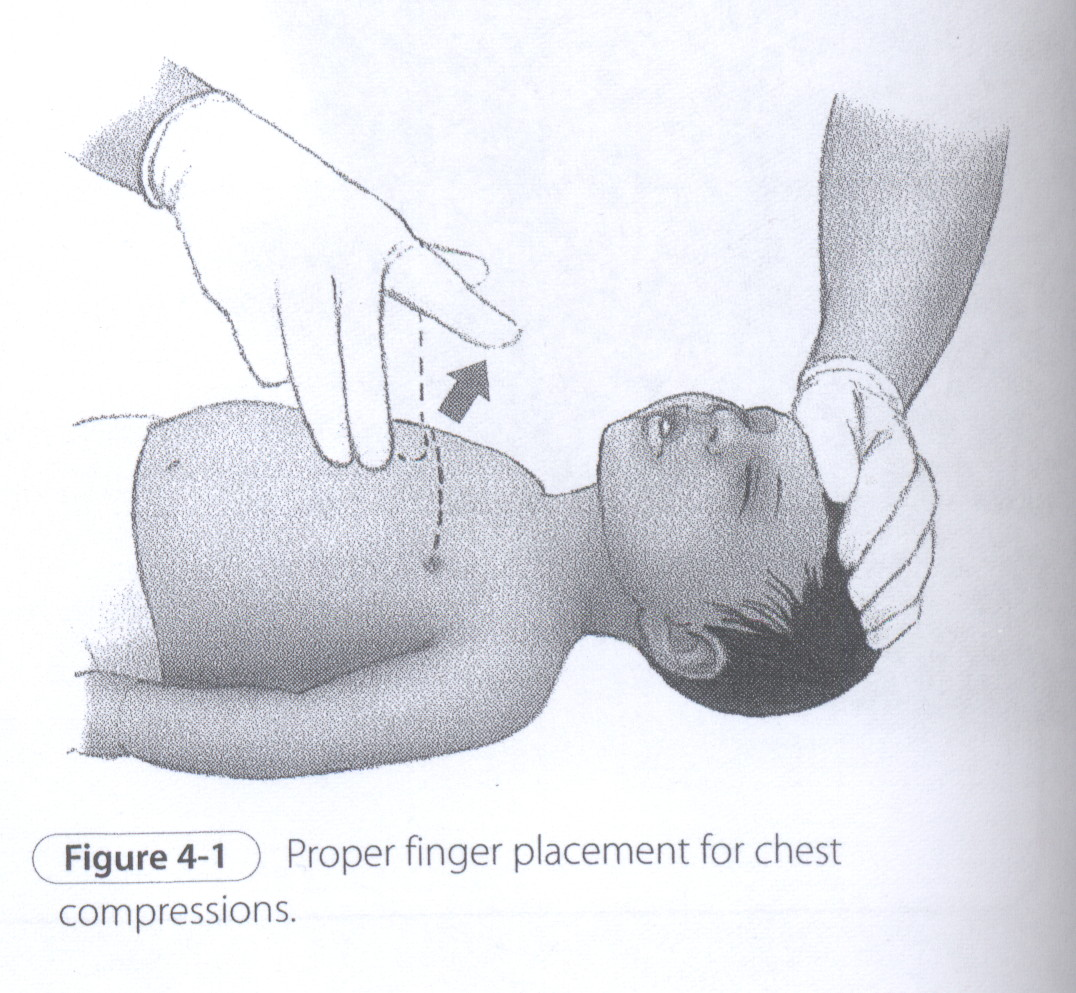 Figure 4-1 Proper finger placement for chest
compressions.